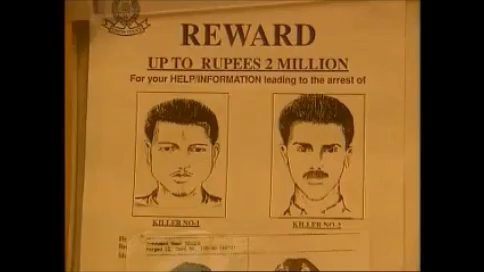 REWARD
UP TO RUPEES 2 MILLION
For your HELP/INFORMATION leading to the arrest of
KILLER NO.1
KILLER NO.2